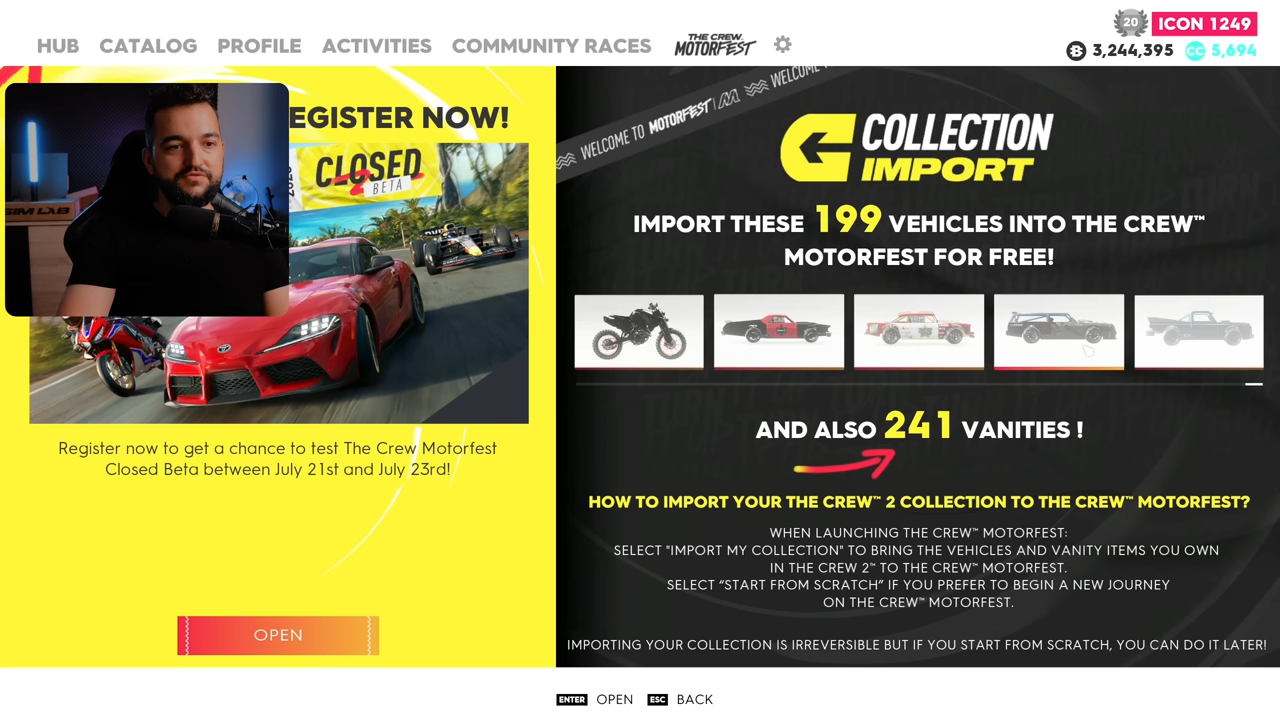 HUB CATALOG PROFILE ACTIVITIES COMMUNITY RACES THE CREW MOTORFEST
20 ICON 1249
3,244,395 CC 5,694
EGISTER NOW!
CLOSED
BETA
SIM LAB
Register now to get a chance to test The Crew Motorfest
Closed Beta between July 21st and July 23rd!
OPEN
WELCOME TO MOTORFEST WELCOME
COLLECTION
IMPORT
IMPORT THESE 199 VEHICLES INTO THE CREW™
MOTORFEST FOR FREE!
AND ALSO 241 VANITIES !
HOW TO IMPORT YOUR THE CREW™ 2 COLLECTION TO THE CREW™ MOTORFEST?
WHEN LAUNCHING THE CREW™ MOTORFEST:
SELECT "IMPORT MY COLLECTION" TO BRING THE VEHICLES AND VANITY ITEMS YOU OWN
IN THE CREW 2™ TO THE CREW™ MOTORFEST.
SELECT “START FROM SCRATCH” IF YOU PREFER TO BEGIN A NEW JOURNEY
ON THE CREW™ MOTORFEST.
IMPORTING YOUR COLLECTION IS IRREVERSIBLE BUT IF YOU START FROM SCRATCH, YOU CAN DO IT LATER!
ENTER OPEN ESC BACK